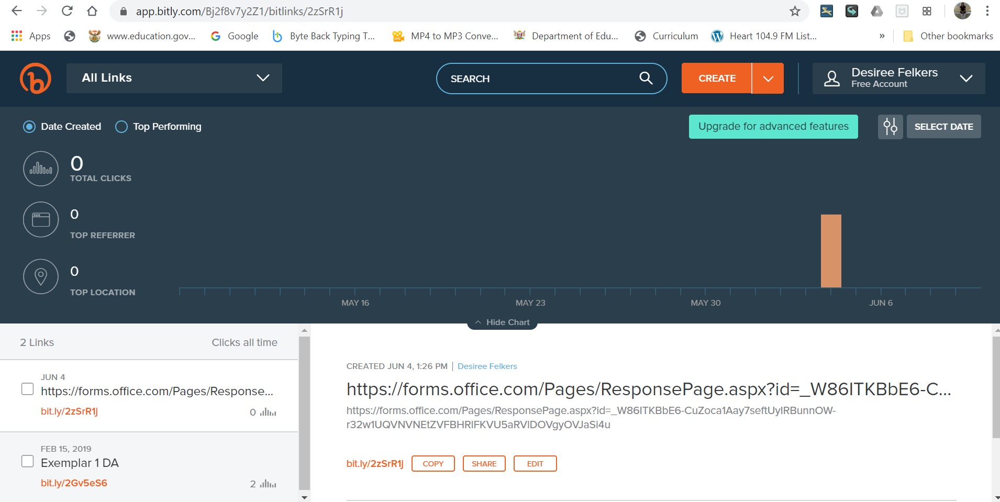 app.bitly.com/Bj2f8v7y2Z1/bitlinks/2zSrR1j
Apps
www.education.gov...
Google
Byte Back Typing T...
MP4 to MP3 Conve...
Department of Edu...
Curriculum
Heart 104.9 FM List...
»
Other bookmarks
All Links
SEARCH
CREATE
Desiree Felkers
Free Account
Date Created
Top Performing
Upgrade for advanced features
SELECT DATE
0
TOTAL CLICKS
0
TOP REFERRER
0
TOP LOCATION
MAY 16
MAY 23
MAY 30
JUN 6
Hide Chart
2 Links
Clicks all time
JUN 4
https://forms.office.com/Pages/Response...
bit.ly/2zSrR1j
0
FEB 15, 2019
Exemplar 1 DA
bit.ly/2Gv5eS6
2
CREATED JUN 4, 1:26 PM | Desiree Felkers
https://forms.office.com/Pages/ResponsePage.aspx?id=_W86ITKBbE6-C...
https://forms.office.com/Pages/ResponsePage.aspx?id=_W86ITKBbE6-CuZoca1Aay7seftUylRBunnOW-
r32w1UQVNVNEtZVFBHRlFKVU5aRVlDOVgyOVJaSi4u
bit.ly/2zSrR1j
COPY
SHARE
EDIT